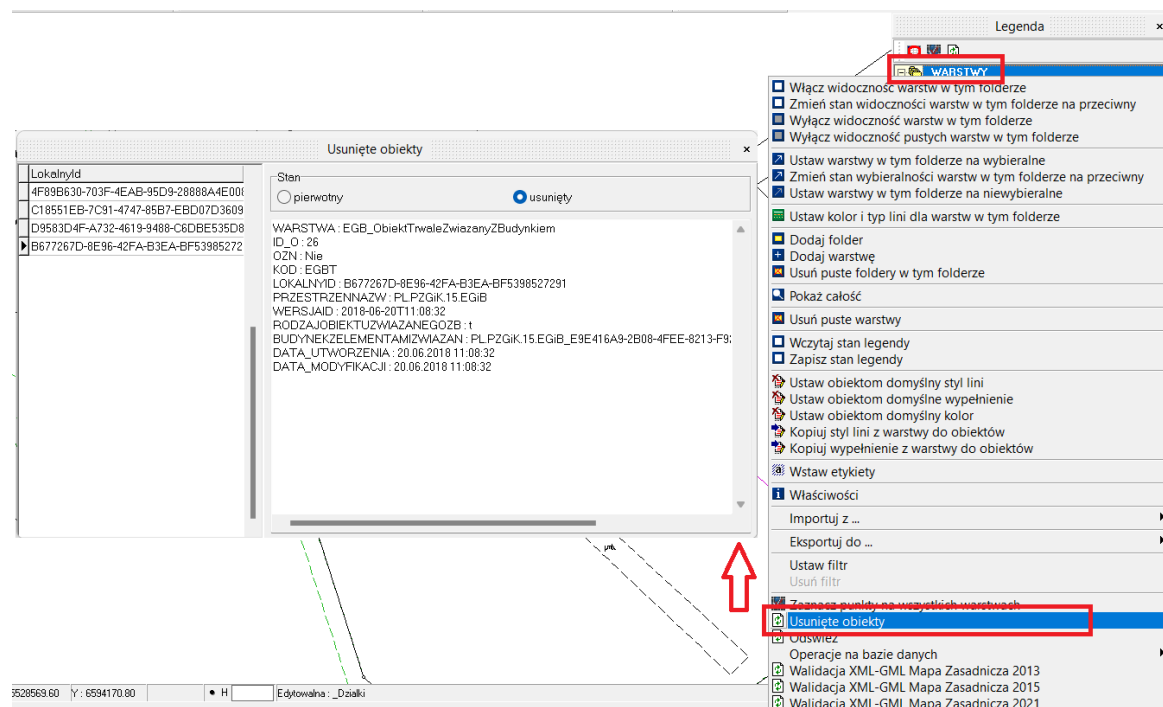 Legenda
WARSTWY
Włącz widoczność warstw w tym folderze
Zmień stan widoczności warstw w tym folderze na przeciwny
Wyłącz widoczność warstw w tym folderze
Wyłącz widoczność pustych warstw w tym folderze
Ustaw warstwy w tym folderze na wybieralne
Zmień stan wybieralności warstw w tym folderze na przeciwny
Ustaw warstwy w tym folderze na niewybieralne
Ustaw kolor i typ lini dla warstw w tym folderze
Dodaj folder
Dodaj warstwę
Usuń puste foldery w tym folderze
Pokaż całość
Usuń puste warstwy
Wczytaj stan legendy
Zapisz stan legendy
Ustaw obiektom domyślny styl lini
Ustaw obiektom domyślne wypełnienie
Ustaw obiektom domyślny kolor
Kopiuj styl lini z warstwy do obiektów
Kopiuj wypełnienie z warstwy do obiektów
Wstaw etykiety
Właściwości
Importuj z ...
Eksportuj do ...
Ustaw filtr
Usuń filtr
Zaznacz punkty na wszystkich warstwach
Usunięte obiekty
Odśwież
Operacje na bazie danych
Walidacja XML-GML Mapa Zasadnicza 2013
Walidacja XML-GML Mapa Zasadnicza 2015
Walidacja XML-GML Mapa Zasadnicza 2021
Usunięte obiekty
LokalnyId
4F89B630-703F-4EAB-95D9-28888A4E00
C18551EB-7C91-4747-85B7-EBD07D3609
D9583D4F-A732-4619-9488-C6DBE535D8
B677267D-8E96-42FA-B3EA-BF53985272
Stan
pierwotny usunięty
WARSTWA : EGB_ObiektTrwaleZwiazanyZBudynkiem
ID_O : 26
OZN : Nie
KOD : EGBT
LOKALNYID : B677267D-8E96-42FA-B3EA-BF5398527291
PRZESTRZENNAZW : PL.PZGiK.15.EGiB
WERSJAID : 2018-06-20T11:08:32
RODZAJOBIEKTUZWIAZANEGOZB : t
BUDYNEKZELEMENTAMIZWIAZAN : PL.PZGiK.15.EGiB_E9E416A9-2B08-4FEE-8213-F92
DATA_UTWORZENIA : 20.06.2018 11:08:32
DATA_MODYFIKACJI : 20.06.2018 11:08:32
6528569.60 Y : 6594170.80 H Edytowalna : _Dzialki